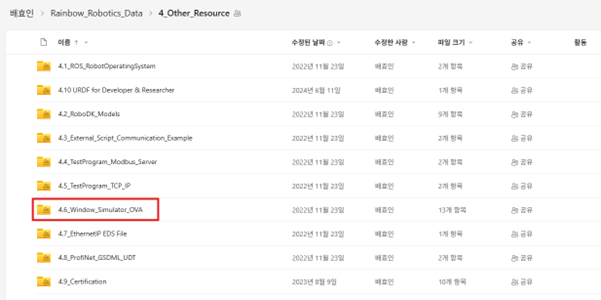 배효인 > Rainbow_Robotics_Data > 4_Other_Resource
이름 수정된 날짜 수정한 사람 파일 크기 공유 활동
4.1_ROS_RobotOperatingSystem 2022년 11월 23일 배효인 2개 항목 공유
4.10 URDF for Developer & Researcher 2024년 6월 11일 배효인 1개 항목 공유
4.2_RoboDK_Models 2022년 11월 23일 배효인 9개 항목 공유
4.3_External_Script_Communication_Example 2022년 11월 23일 배효인 2개 항목 공유
4.4_TestProgram_Modbus_Server 2022년 11월 23일 배효인 2개 항목 공유
4.5_TestProgram_TCP_IP 2022년 11월 23일 배효인 2개 항목 공유
4.6_Window_Simulator_OVA 2022년 11월 23일 배효인 13개 항목 공유
4.7_EthernetIP EDS File 2022년 11월 23일 배효인 1개 항목 공유
4.8_ProfiNet_GSDML_UDT 2022년 11월 23일 배효인 2개 항목 공유
4.9_Certification 2023년 8월 9일 배효인 10개 항목 공유